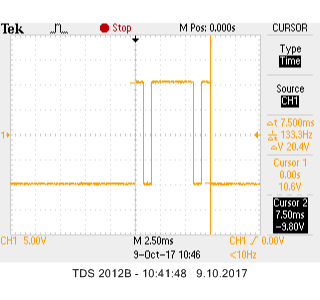 Tek Stop M Pos: 0.000s CURSOR
Type
Time
Source
CH1
Δt 7.500ms
1/Δt 133.3Hz
ΔV 20.4V
Cursor 1
0.00s
10.6V
Cursor 2
7.50ms
-9.80V
1
CH1 5.00V M 2.50ms CH1 / 0.00V
9-Oct-17 10:46 <10Hz
TDS 2012B - 10:41:48 9.10.2017